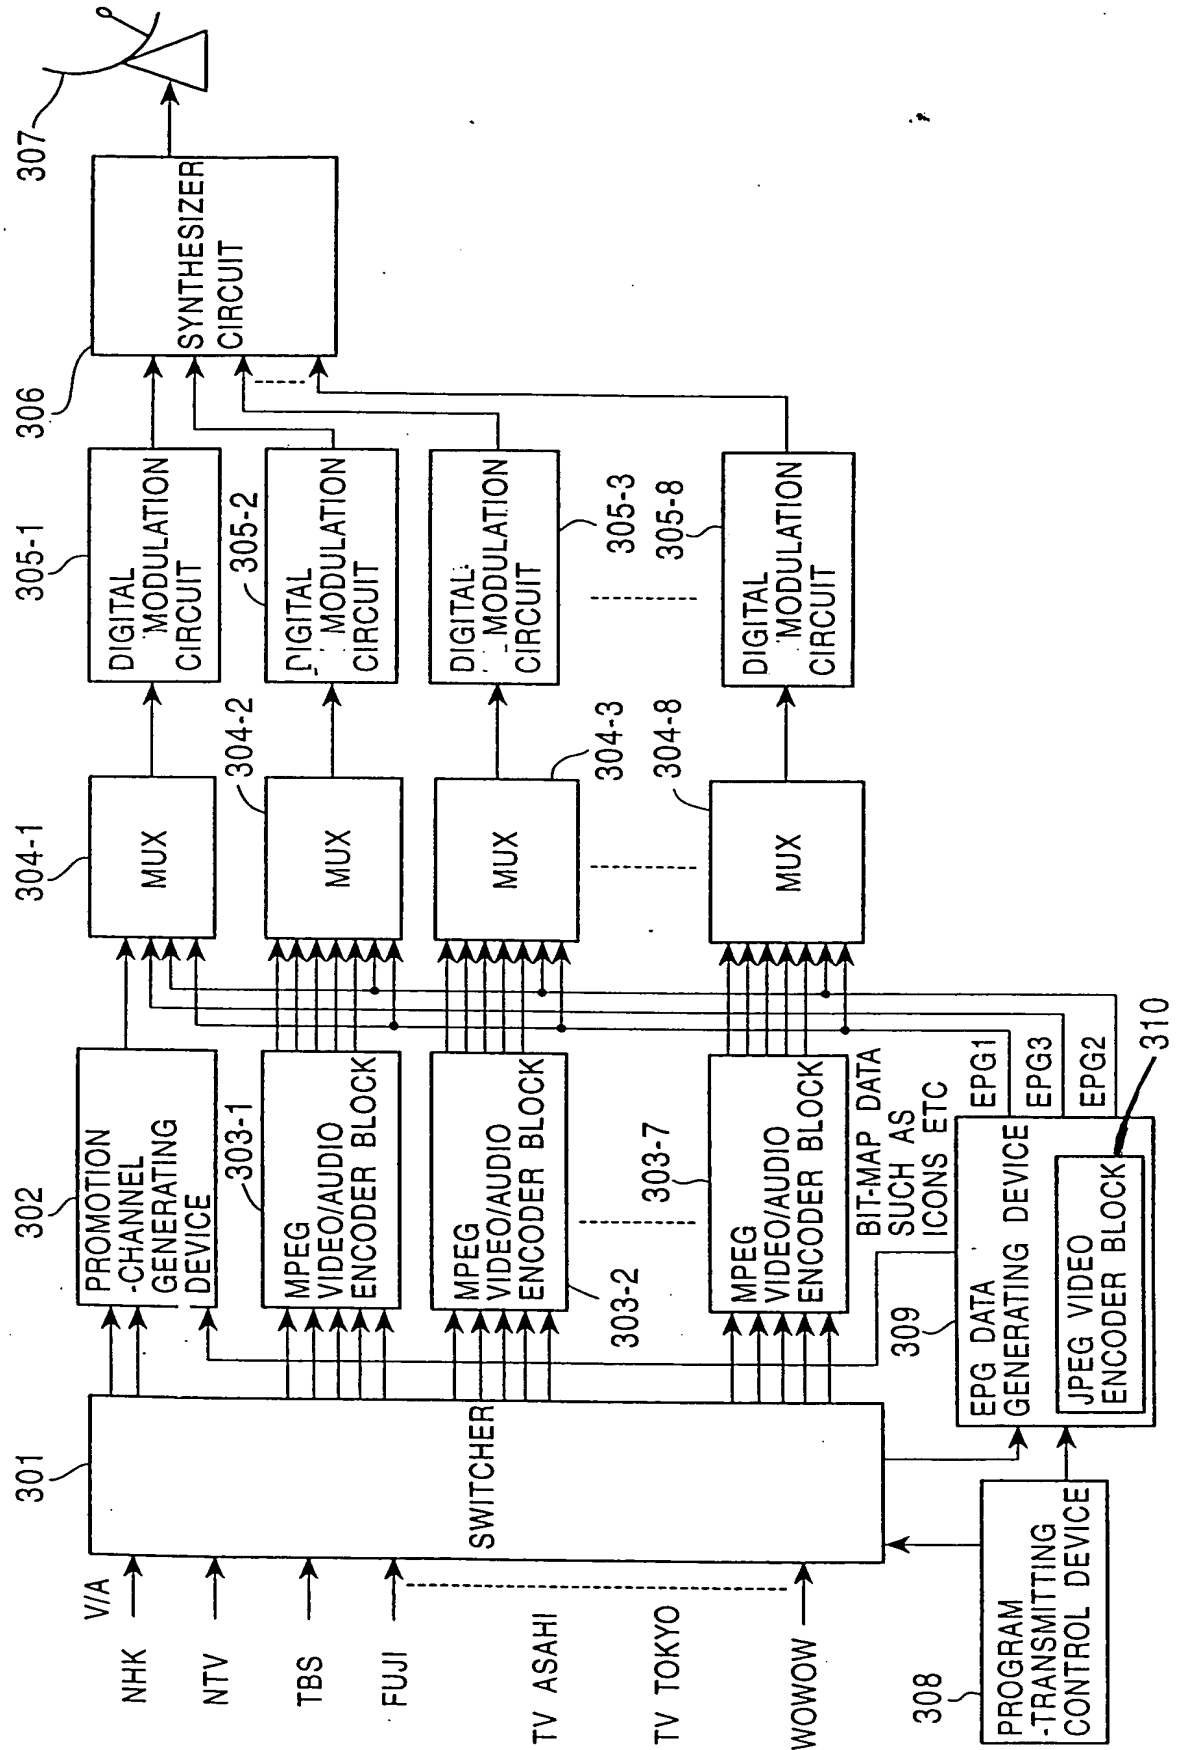 V/A
NHK
NTV
TBS
FUJI
TV ASAHI
TV TOKYO
WOWOW
301
SWITCHER
308
PROGRAM
-TRANSMITTING
CONTROL DEVICE
302
PROMOTION
-CHANNEL
GENERATING
DEVICE
303-1
MPEG
VIDEO/AUDIO
ENCODER BLOCK
303-2
MPEG
VIDEO/AUDIO
ENCODER BLOCK
303-7
MPEG
VIDEO/AUDIO
ENCODER BLOCK
BIT-MAP DATA
SUCH AS
ICONS ETC
309
EPG DATA
GENERATING DEVICE
JPEG VIDEO
ENCODER BLOCK
310
EPG1
EPG3
EPG2
304-1
MUX
304-2
MUX
304-3
MUX
304-8
MUX
305-1
DIGITAL
MODULATION
CIRCUIT
305-2
DIGITAL
MODULATION
CIRCUIT
305-3
DIGITAL
MODULATION
CIRCUIT
305-8
DIGITAL
MODULATION
CIRCUIT
306
SYNTHESIZER
CIRCUIT
307